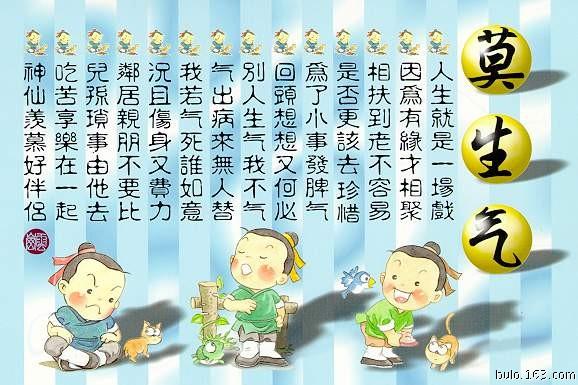 莫生气
人生就是一場戲
因爲有緣才相聚
相扶到老不容易
是否更該去珍惜
爲了小事發脾气
回頭想想又何必
別人生气我不气
气出病來無人替
我若气死誰如意
況且傷身又費力
鄰居親朋不要比
兒孫瑣事由他去
吃苦享樂在一起
神仙羨慕好伴侶
bulo.163.com